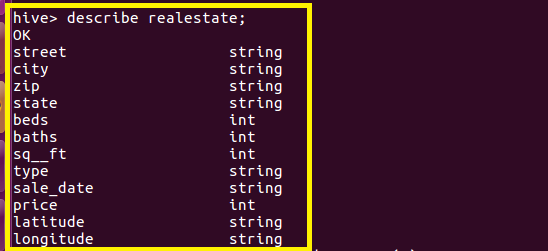 hive> describe realestate;
OK
street string
city string
zip string
state string
beds int
baths int
sq__ft int
type string
sale_date string
price int
latitude string
longitude string